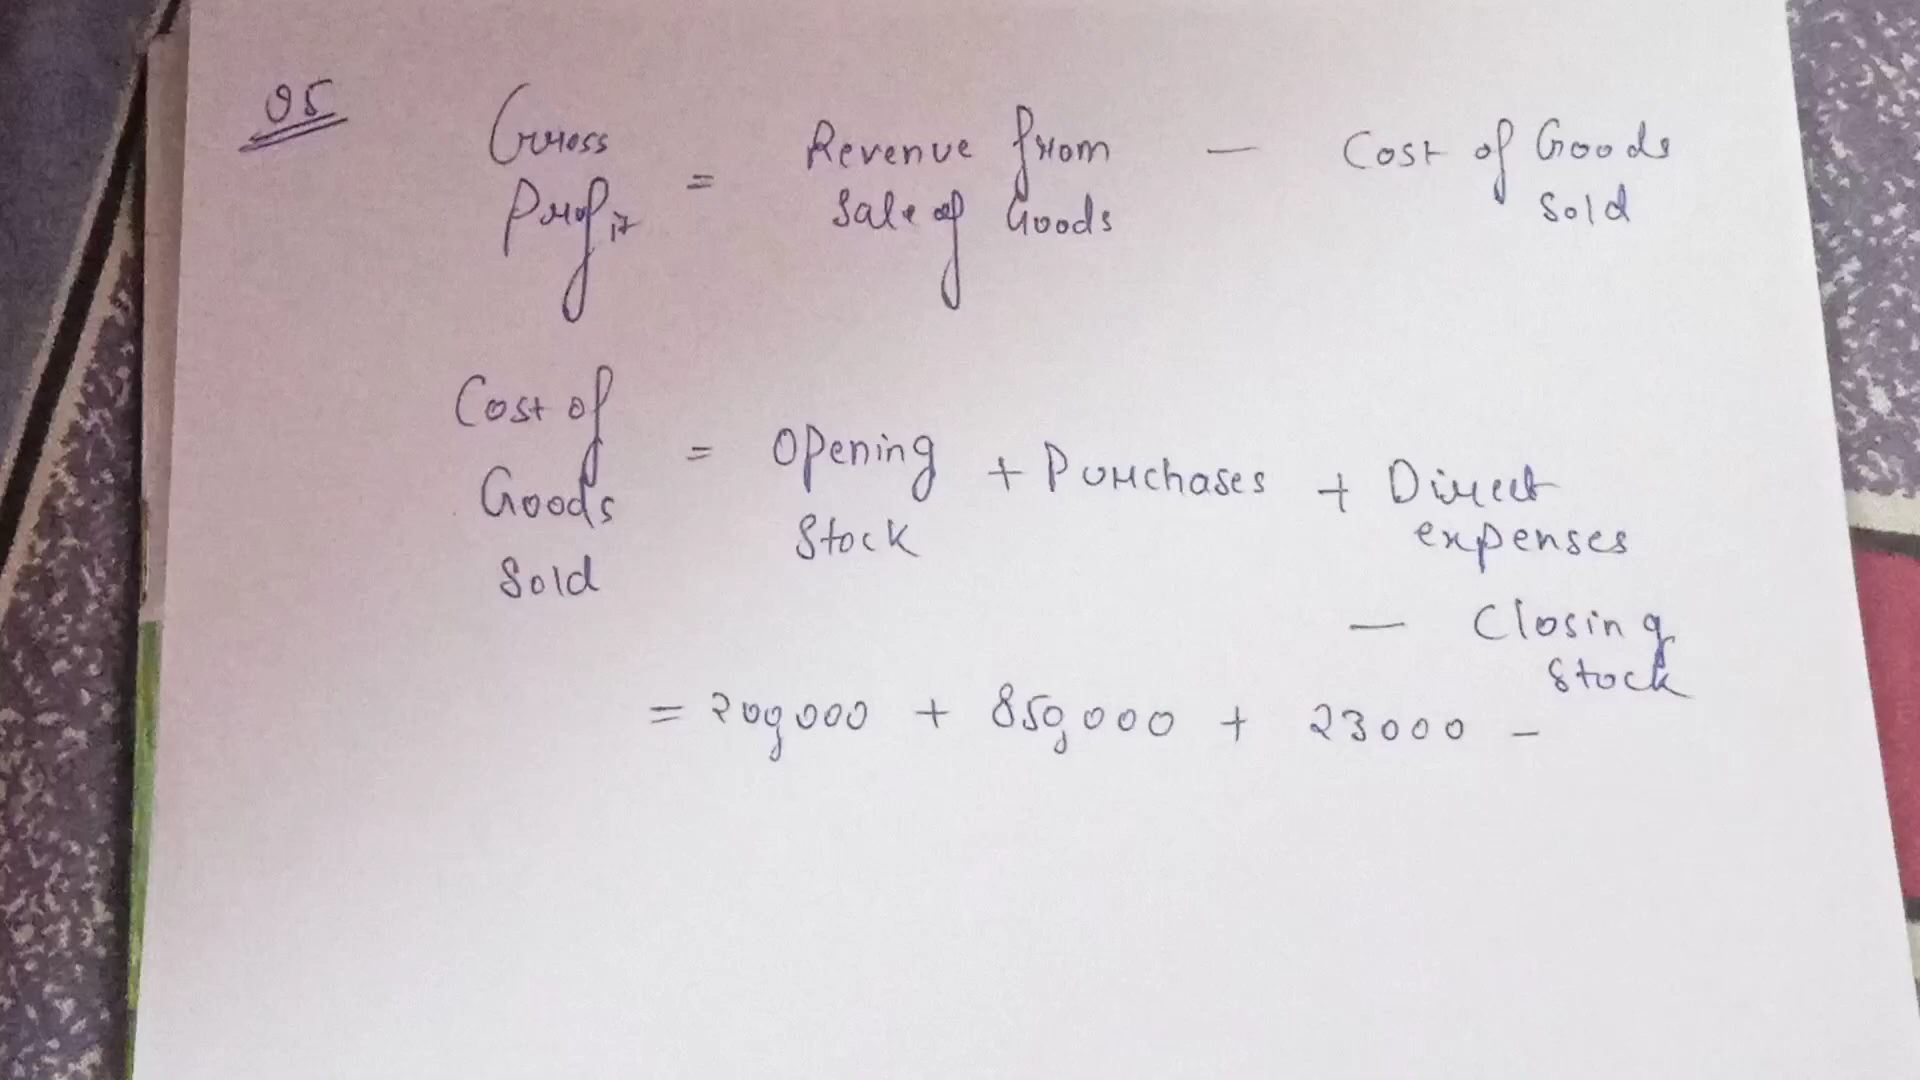 Q5
Gross Profit = Revenue from Sale of Goods — Cost of Goods Sold
Cost of Goods Sold = Opening Stock + Purchases + Direct expenses
— Closing Stock
= 200,000 + 850,000 + 23000 -